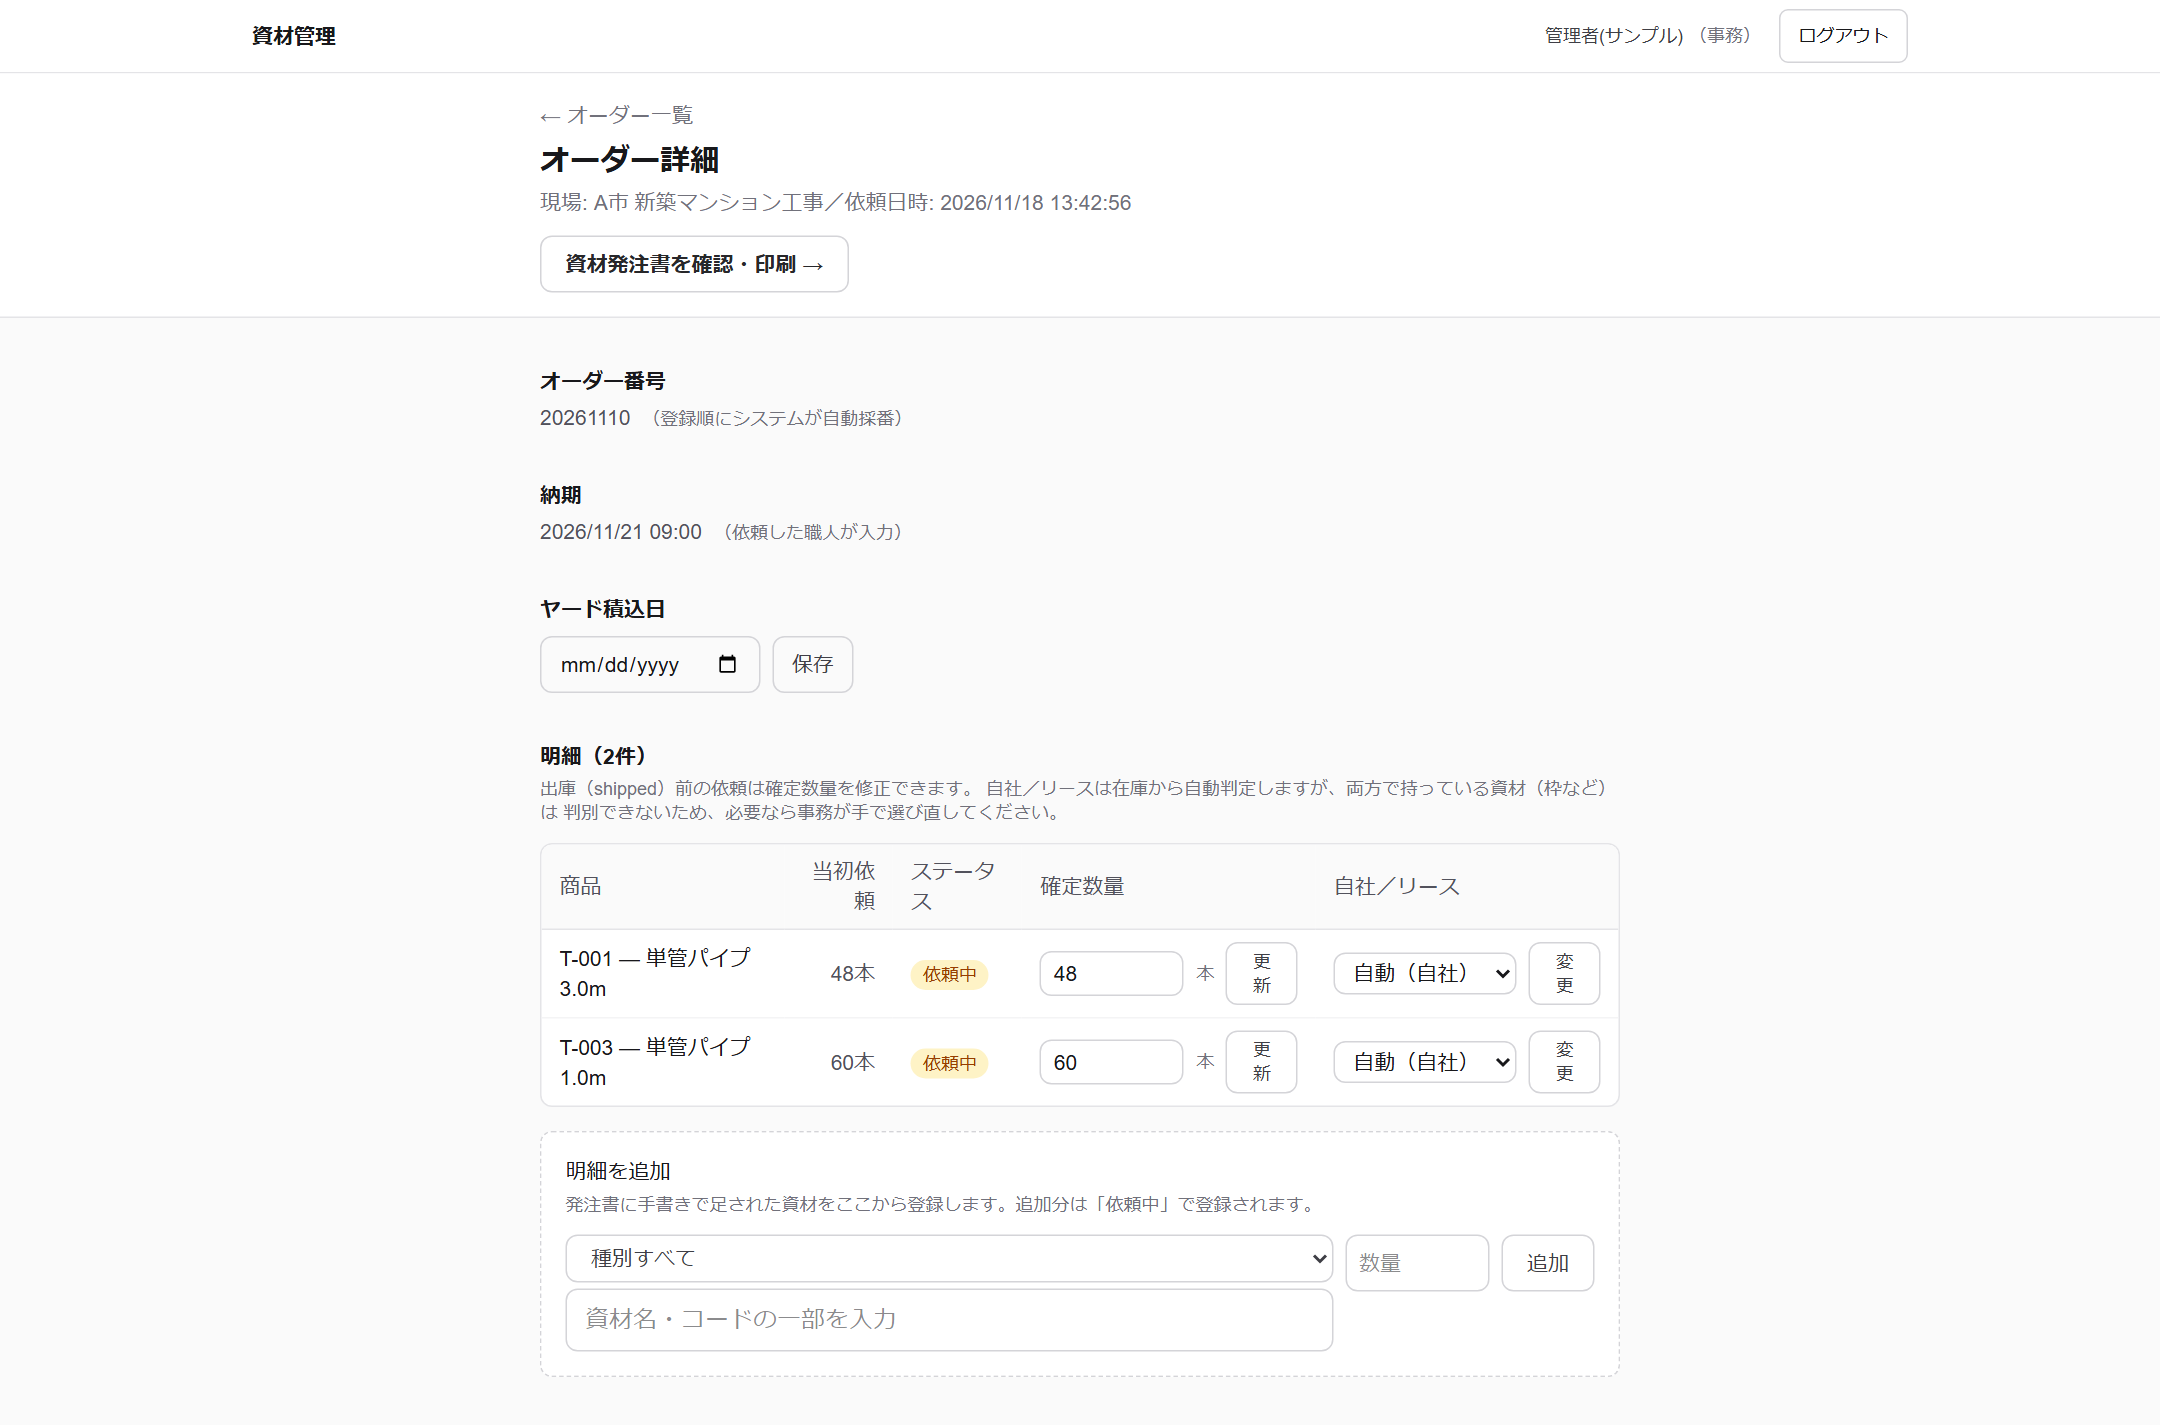 資材管理
管理者(サンプル) （事務） ログアウト
← オーダー一覧
オーダー詳細
現場: A市 新築マンション工事／依頼日時: 2026/11/18 13:42:56
資材発注書を確認・印刷 →
オーダー番号
20261110 （登録順にシステムが自動採番）
納期
2026/11/21 09:00 （依頼した職人が入力）
ヤード積込日
mm/dd/yyyy 保存
明細（2件）
出庫（shipped）前の依頼は確定数量を修正できます。 自社／リースは在庫から自動判定しますが、両方で持っている資材（枠など）
は 判別できないため、必要なら事務が手で選び直してください。
商品 当初依頼 ステータス 確定数量 自社／リース
T-001 — 単管パイプ 3.0m 48本 依頼中 48 本 更新 自動（自社） 変更
T-003 — 単管パイプ 1.0m 60本 依頼中 60 本 更新 自動（自社） 変更
明細を追加
発注書に手書きで足された資材をここから登録します。追加分は「依頼中」で登録されます。
種別すべて 数量 追加
資材名・コードの一部を入力